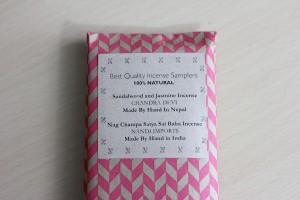 Best Quality Incense Samplers
100% NATURAL
Sandalwood and Jasmine Incense
CHANDRA DEVI
Made By Hand In Nepal
Nag Champa Satya Sai Baba Incense
NANDI IMPORTS
Made By Hand in India